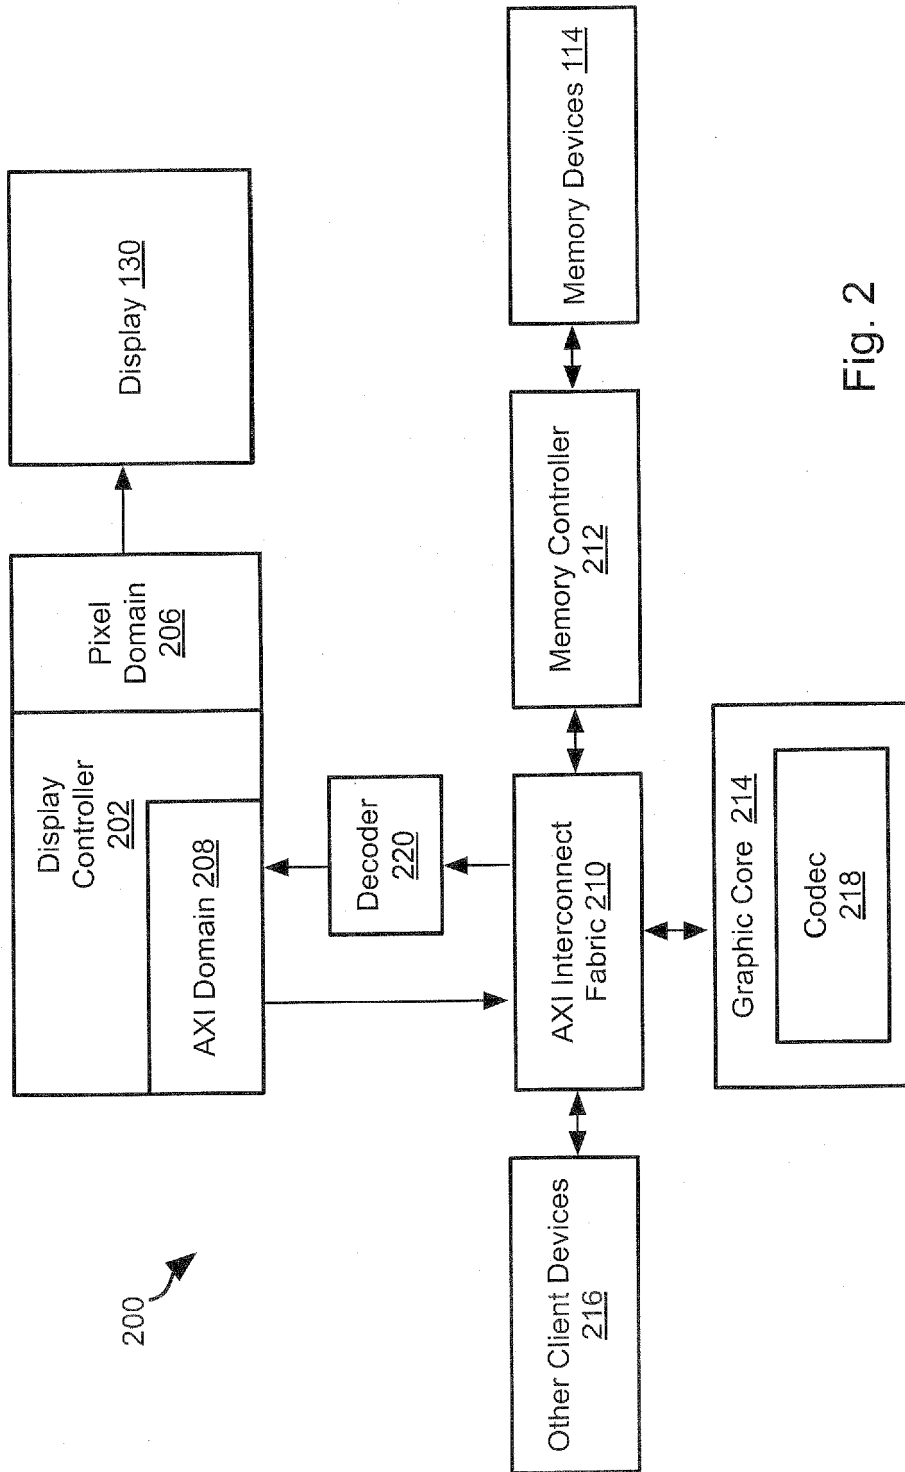 200
Display
Controller
202
Pixel
Domain
206
Display 130
AXI Domain 208
Decoder
220
Other Client Devices
216
AXI Interconnect
Fabric 210
Memory Controller
212
Memory Devices 114
Graphic Core 214
Codec
218
Fig. 2